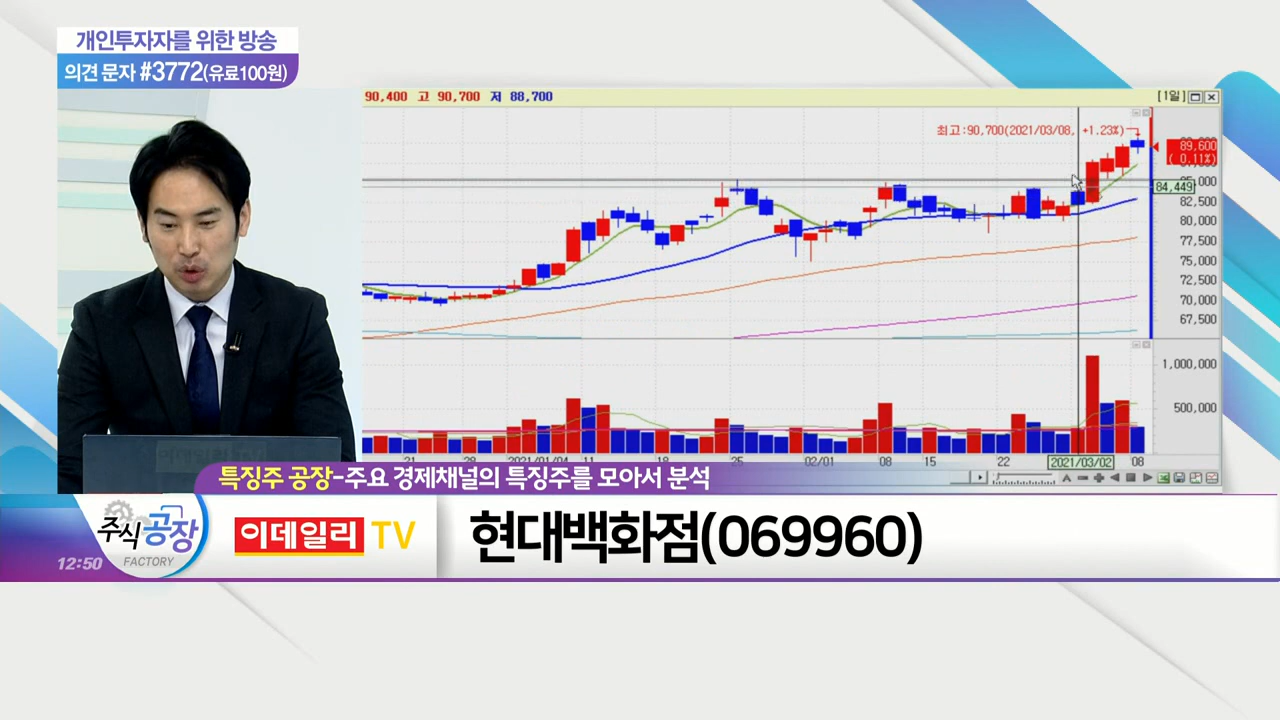 개인투자자를 위한 방송
의견 문자 #3772(유료100원)
90,400 고 90,700 저 88,700
[1일]
최고:90,700(2021/03/08, +1.23%)
89,600
( 0.11%)
84,449
82,500
80,000
77,500
75,000
72,500
70,000
67,500
1,000,000
500,000
21 28 2021/01/04 11 18 25 02/01 08 15 22 2021/03/02 08
특징주 공장-주요 경제채널의 특징주를 모아서 분석
주식공장
FACTORY
12:50
이데일리 TV
현대백화점(069960)